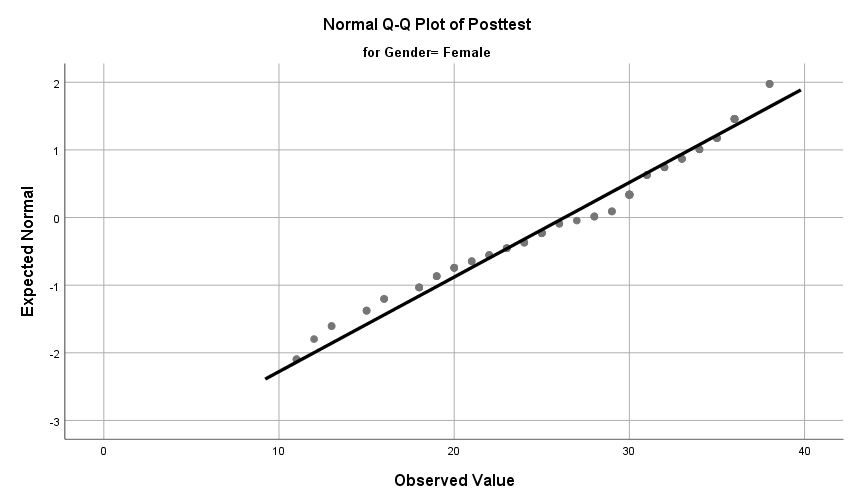 Normal Q-Q Plot of Posttest
for Gender= Female
Expected Normal
2
1
0
-1
-2
-3
0
10
20
30
40
Observed Value